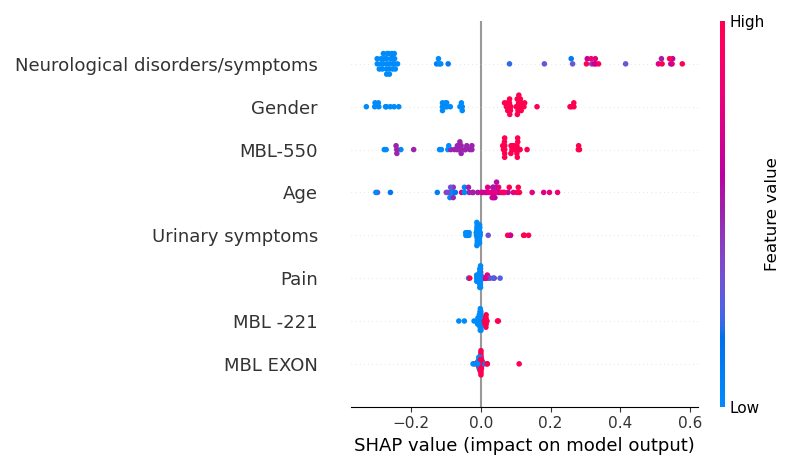 High
Neurological disorders/symptoms
Gender
MBL-550
Age
Urinary symptoms
Pain
MBL -221
MBL EXON
Feature value
Low
−0.2 0.0 0.2 0.4 0.6
SHAP value (impact on model output)